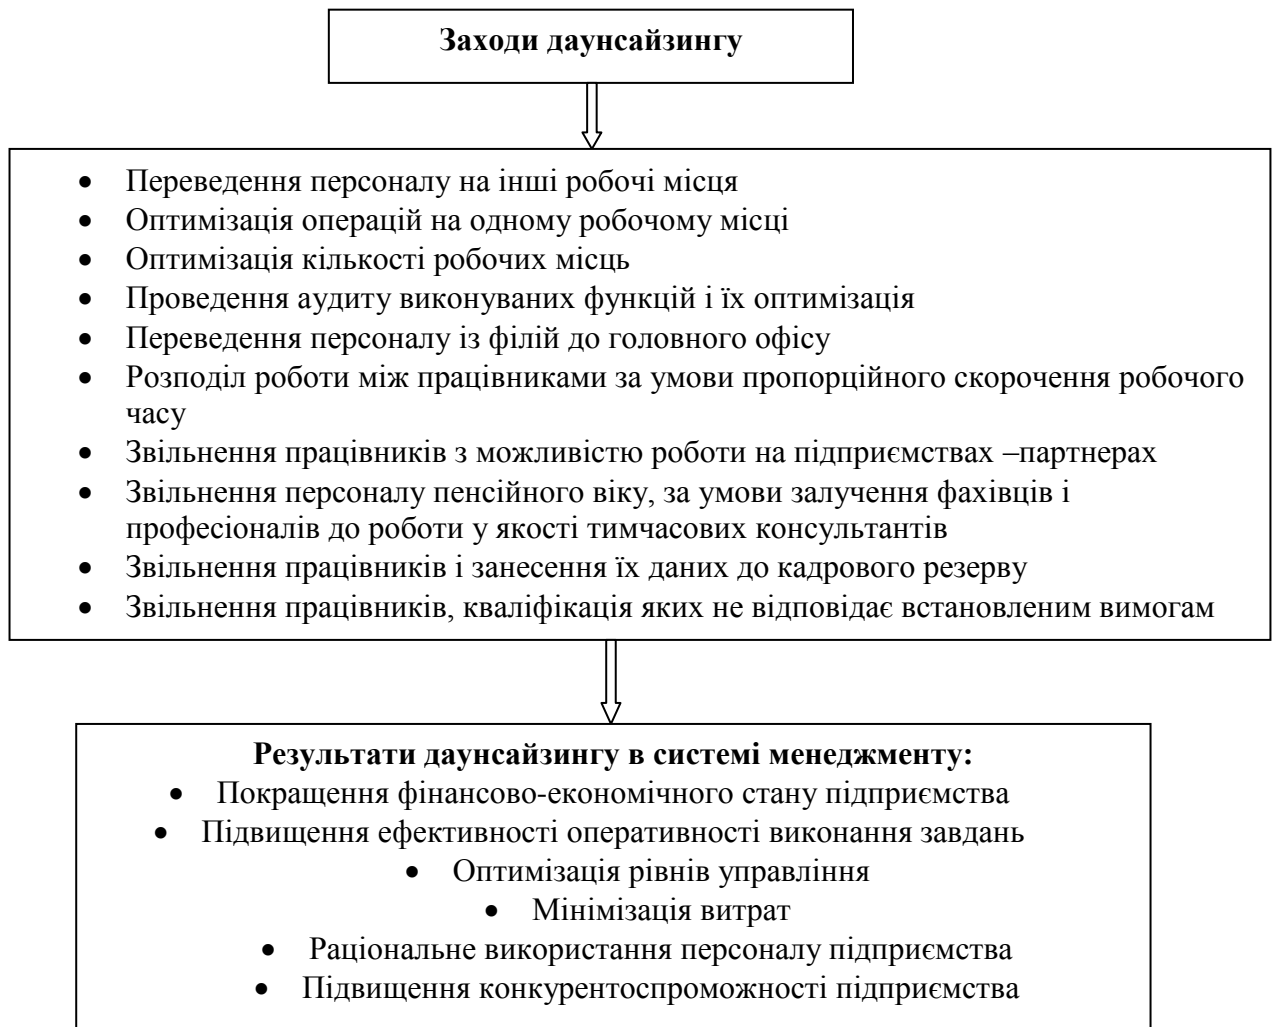 Заходи даунсайзингу
• Переведення персоналу на інші робочі місця
• Оптимізація операцій на одному робочому місці
• Оптимізація кількості робочих місць
• Проведення аудиту виконуваних функцій і їх оптимізація
• Переведення персоналу із філій до головного офісу
• Розподіл роботи між працівниками за умови пропорційного скорочення робочого
часу
• Звільнення працівників з можливістю роботи на підприємствах –партнерах
• Звільнення персоналу пенсійного віку, за умови залучення фахівців і
професіоналів до роботи у якості тимчасових консультантів
• Звільнення працівників і занесення їх даних до кадрового резерву
• Звільнення працівників, кваліфікація яких не відповідає встановленим вимогам
Результати даунсайзингу в системі менеджменту:
• Покращення фінансово-економічного стану підприємства
• Підвищення ефективності оперативності виконання завдань
• Оптимізація рівнів управління
• Мінімізація витрат
• Раціональне використання персоналу підприємства
• Підвищення конкурентоспроможності підприємства